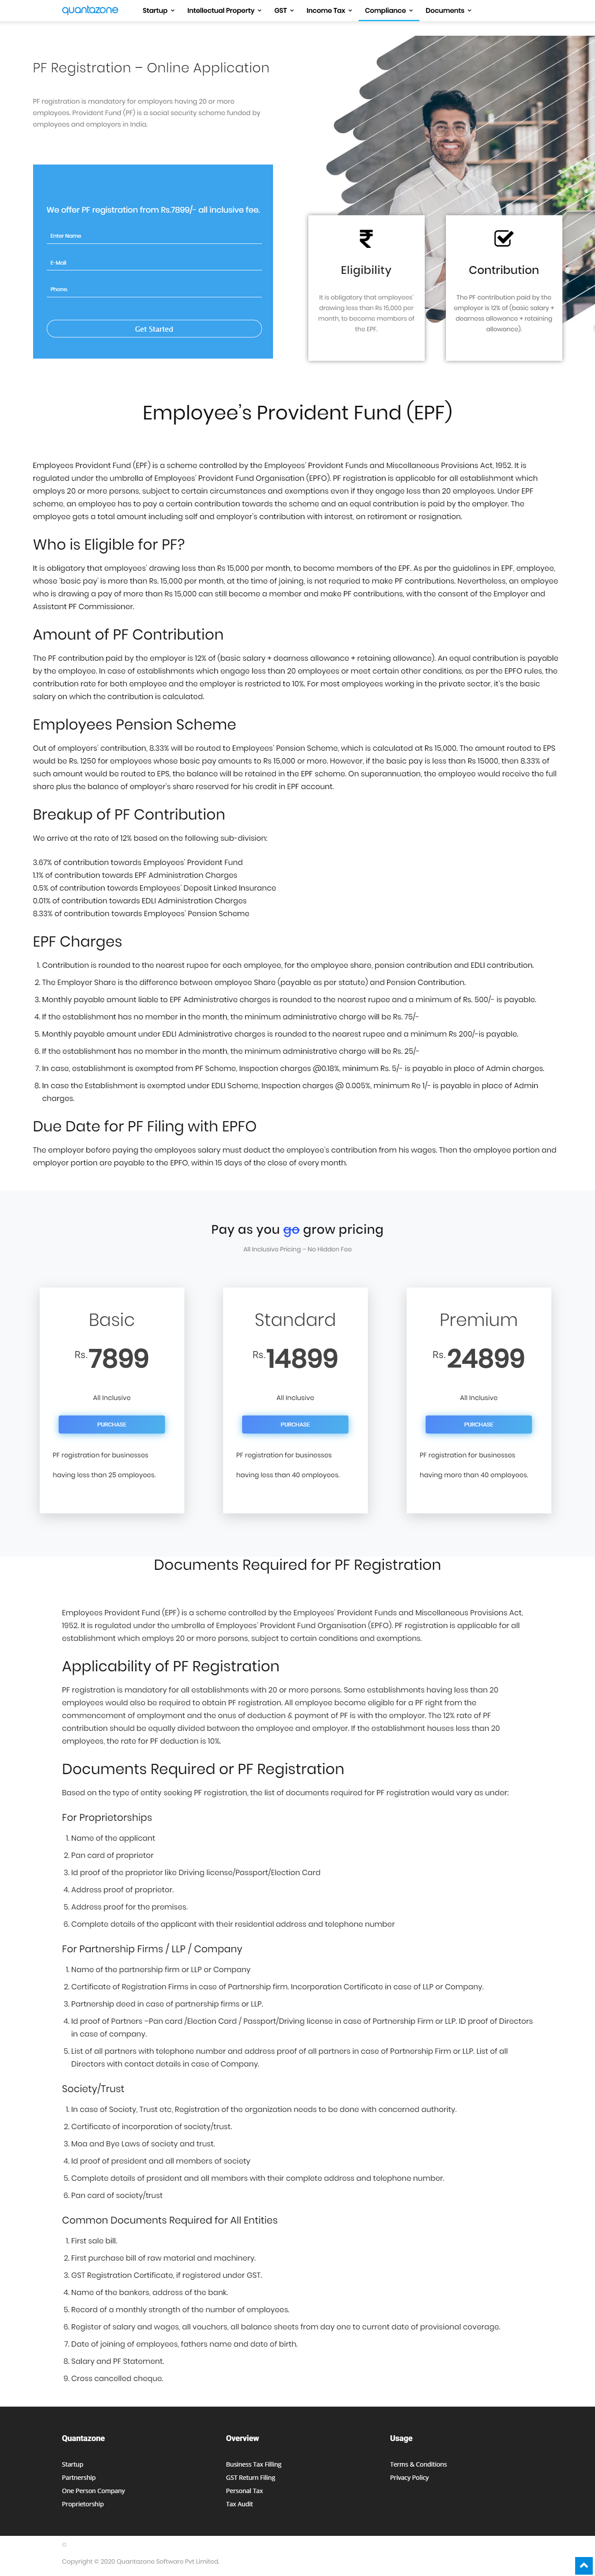 quantazone
Startup
Intellectual Property
GST
Income Tax
Compliance
Documents
PF Registration – Online Application
PF registration is mandatory for employers having 20 or more
employees. Provident Fund (PF) is a social security scheme funded by
employees and employers in India.
We offer PF registration from Rs.7899/- all inclusive fee.
Enter Name
E-Mail
Phone.
Get Started
Eligibility
It is obligatory that employees'
drawing less than Rs 15,000 per
month, to become members of
the EPF.
Contribution
The PF contribution paid by the
employer is 12% of (basic salary +
dearness allowance + retaining
allowance).
Employee's Provident Fund (EPF)
Employees Provident Fund (EPF) is a scheme controlled by the Employees' Provident Funds and Miscellaneous Provisions Act, 1952. It is
regulated under the umbrella of Employees' Provident Fund Organisation (EPFO). PF registration is applicable for all establishment which
employs 20 or more persons, subject to certain circumstances and exemptions even if they engage less than 20 employees. Under EPF
scheme, an employee has to pay a certain contribution towards the scheme and an equal contribution is paid by the employer. The
employee gets a total amount including self and employer's contribution with interest, on retirement or resignation.
Who is Eligible for PF?
It is obligatory that employees' drawing less than Rs 15,000 per month, to become members of the EPF. As per the guidelines in EPF, employee,
whose 'basic pay' is more than Rs. 15,000 per month, at the time of joining, is not required to make PF contributions. Nevertheless, an employee
who is drawing a pay of more than Rs 15,000 can still become a member and make PF contributions, with the consent of the Employer and
Assistant PF Commissioner.
Amount of PF Contribution
The PF contribution paid by the employer is 12% of (basic salary + dearness allowance + retaining allowance). An equal contribution is payable
by the employee. In case of establishments which engage less than 20 employees or meet certain other conditions, as per the EPFO rules, the
contribution rate for both employee and the employer is restricted to 10%. For most employees working in the private sector, it's the basic
salary on which the contribution is calculated.
Employees Pension Scheme
Out of employers' contribution, 8.33% will be routed to Employees' Pension Scheme, which is calculated at Rs 15,000. The amount routed to EPS
would be Rs. 1250 for employees whose basic pay amounts to Rs 15,000 or more. However, if the basic pay is less than Rs 15000, then 8.33% of
such amount would be routed to EPS, the balance will be retained in the EPF scheme. On superannuation, the employee would receive the full
share plus the balance of employer's share reserved for his credit in EPF account.
Breakup of PF Contribution
We arrive at the rate of 12% based on the following sub-division:
3.67% of contribution towards Employees' Provident Fund
1.1% of contribution towards EPF Administration Charges
0.5% of contribution towards Employees' Deposit Linked Insurance
0.01% of contribution towards EDLI Administration Charges
8.33% of contribution towards Employees' Pension Scheme
EPF Charges
1. Contribution is rounded to the nearest rupee for each employee, for the employee share, pension contribution and EDLI contribution.
2. The Employer Share is the difference between employee Share (payable as per statute) and Pension Contribution.
3. Monthly payable amount liable to EPF Administrative charges is rounded to the nearest rupee and a minimum of Rs. 500/- is payable.
4. If the establishment has no member in the month, the minimum administrative charge will be Rs. 75/-
5. Monthly payable amount under EDLI Administrative charges is rounded to the nearest rupee and a minimum Rs 200/-is payable.
6. If the establishment has no member in the month, the minimum administrative charge will be Rs. 25/-
7. In case, establishment is exempted from PF Scheme, Inspection charges @0.18%, minimum Rs. 5/- is payable in place of Admin charges.
8. In case the Establishment is exempted under EDLI Scheme, Inspection charges @ 0.005%, minimum Re 1/- is payable in place of Admin
charges.
Due Date for PF Filing with EPFO
The employer before paying the employees salary must deduct the employee's contribution from his wages. Then the employee portion and
employer portion are payable to the EPFO, within 15 days of the close of every month.
Pay as you go grow pricing
All Inclusive Pricing – No Hidden Fee
Basic
Rs.7899
All Inclusive
PURCHASE
PF registration for businesses
having less than 25 employees.
Standard
Rs.14899
All Inclusive
PURCHASE
PF registration for businesses
having less than 40 employees.
Premium
Rs.24899
All Inclusive
PURCHASE
PF registration for businesses
having more than 40 employees.
Documents Required for PF Registration
Employees Provident Fund (EPF) is a scheme controlled by the Employees' Provident Funds and Miscellaneous Provisions Act,
1952. It is regulated under the umbrella of Employees' Provident Fund Organisation (EPFO). PF registration is applicable for all
establishment which employs 20 or more persons, subject to certain conditions and exemptions.
Applicability of PF Registration
PF registration is mandatory for all establishments with 20 or more persons. Some establishments having less than 20
employees would also be required to obtain PF registration. All employee become eligible for a PF right from the
commencement of employment and the onus of deduction & payment of PF is with the employer. The 12% rate of PF
contribution should be equally divided between the employee and employer. If the establishment houses less than 20
employees, the rate for PF deduction is 10%.
Documents Required or PF Registration
Based on the type of entity seeking PF registration, the list of documents required for PF registration would vary as under:
For Proprietorships
1. Name of the applicant
2. Pan card of proprietor
3. Id proof of the proprietor like Driving license/Passport/Election Card
4. Address proof of proprietor.
5. Address proof for the premises.
6. Complete details of the applicant with their residential address and telephone number
For Partnership Firms / LLP / Company
1. Name of the partnership firm or LLP or Company
2. Certificate of Registration Firms in case of Partnership firm. Incorporation Certificate in case of LLP or Company.
3. Partnership deed in case of partnership firms or LLP.
4. Id proof of Partners –Pan card /Election Card / Passport/Driving license in case of Partnership Firm or LLP. ID proof of Directors
in case of company.
5. List of all partners with telephone number and address proof of all partners in case of Partnership Firm or LLP. List of all
Directors with contact details in case of Company.
Society/Trust
1. In case of Society, Trust etc, Registration of the organization needs to be done with concerned authority.
2. Certificate of incorporation of society/trust.
3. Moa and Bye Laws of society and trust.
4. Id proof of president and all members of society
5. Complete details of president and all members with their complete address and telephone number.
6. Pan card of society/trust
Common Documents Required for All Entities
1. First sale bill.
2. First purchase bill of raw material and machinery.
3. GST Registration Certificate, if registered under GST.
4. Name of the bankers, address of the bank.
5. Record of a monthly strength of the number of employees.
6. Register of salary and wages, all vouchers, all balance sheets from day one to current date of provisional coverage.
7. Date of joining of employees, fathers name and date of birth.
8. Salary and PF Statement.
9. Cross cancelled cheque.
Quantazone
Startup
Partnership
One Person Company
Proprietorship
Overview
Business Tax Filling
GST Return Filing
Personal Tax
Tax Audit
Usage
Terms & Conditions
Privacy Policy
©
Copyright © 2020 Quantazone Software Pvt Limited.